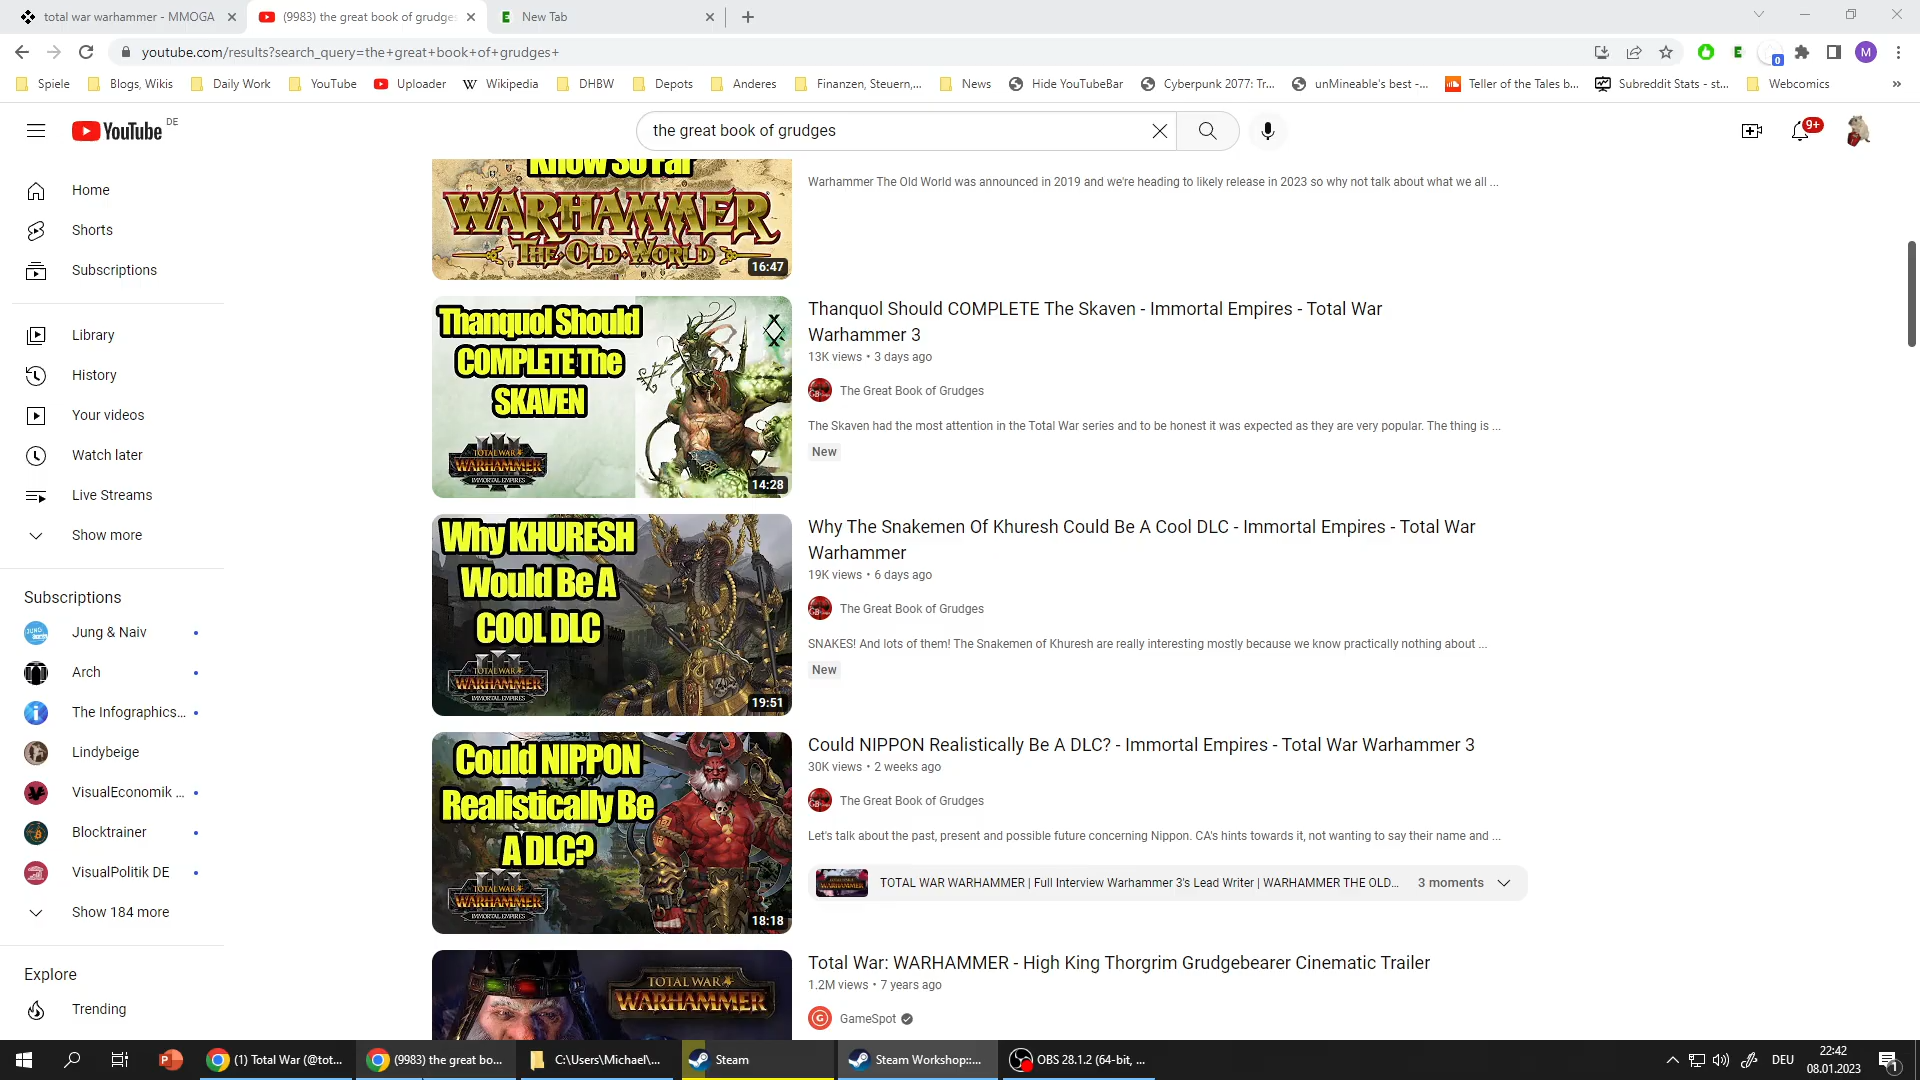 total war warhammer - MMOGA
(9983) the great book of grudges
New Tab
youtube.com/results?search_query=the+great+book+of+grudges+
0
M
Spiele
Blogs, Wikis
Daily Work
YouTube
Uploader
Wikipedia
DHBW
Depots
Anderes
Finanzen, Steuern,...
News
Hide YouTubeBar
Cyberpunk 2077: Tr...
unMineable's best -...
Teller of the Tales b...
Subreddit Stats - st...
Webcomics
»
YouTube DE
the great book of grudges
9+
Home
Shorts
Subscriptions
Library
History
Your videos
Watch later
Live Streams
Show more
Subscriptions
Jung & Naiv
Arch
The Infographics...
Lindybeige
VisualEconomik ...
Blocktrainer
VisualPolitik DE
Show 184 more
Explore
Trending
Know So Far
WARHAMMER
THE OLD WORLD
16:47
Warhammer The Old World was announced in 2019 and we're heading to likely release in 2023 so why not talk about what we all ...
Thanquol Should
COMPLETE The
SKAVEN
TOTAL WAR
WARHAMMER
IMMORTAL EMPIRES
14:28
Thanquol Should COMPLETE The Skaven - Immortal Empires - Total War
Warhammer 3
13K views • 3 days ago
The Great Book of Grudges
The Skaven had the most attention in the Total War series and to be honest it was expected as they are very popular. The thing is ...
New
Why KHURESH
Would Be A
COOL DLC
TOTAL WAR
WARHAMMER
IMMORTAL EMPIRES
19:51
Why The Snakemen Of Khuresh Could Be A Cool DLC - Immortal Empires - Total War
Warhammer
19K views • 6 days ago
The Great Book of Grudges
SNAKES! And lots of them! The Snakemen of Khuresh are really interesting mostly because we know practically nothing about ...
New
Could NIPPON
Realistically Be
A DLC?
TOTAL WAR
WARHAMMER
IMMORTAL EMPIRES
18:18
Could NIPPON Realistically Be A DLC? - Immortal Empires - Total War Warhammer 3
30K views • 2 weeks ago
The Great Book of Grudges
Let's talk about the past, present and possible future concerning Nippon. CA's hints towards it, not wanting to say their name and ...
TOTAL WAR WARHAMMER | Full Interview Warhammer 3's Lead Writer | WARHAMMER THE OLD...
3 moments
TOTAL WAR
WARHAMMER
Total War: WARHAMMER - High King Thorgrim Grudgebearer Cinematic Trailer
1.2M views • 7 years ago
GameSpot
(1) Total War (@tot...
(9983) the great bo...
C:\Users\Michael\...
Steam
Steam Workshop::...
OBS 28.1.2 (64-bit, ...
DEU
22:42
08.01.2023
1